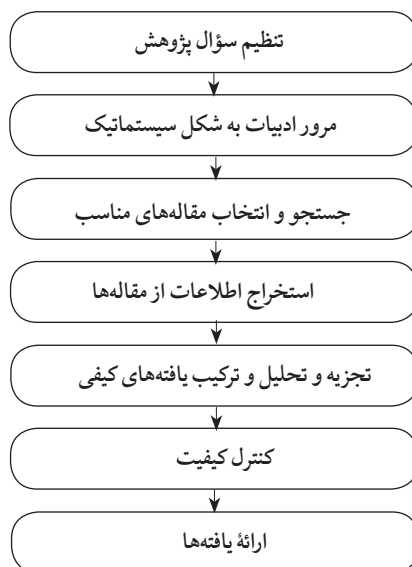 تنظیم سؤال پژوهش
مرور ادبیات به شکل سیستماتیک
جستجو و انتخاب مقاله‌های مناسب
استخراج اطلاعات از مقاله‌ها
تجزیه و تحلیل و ترکیب یافته‌های کیفی
کنترل کیفیت
ارائهٔ یافته‌ها